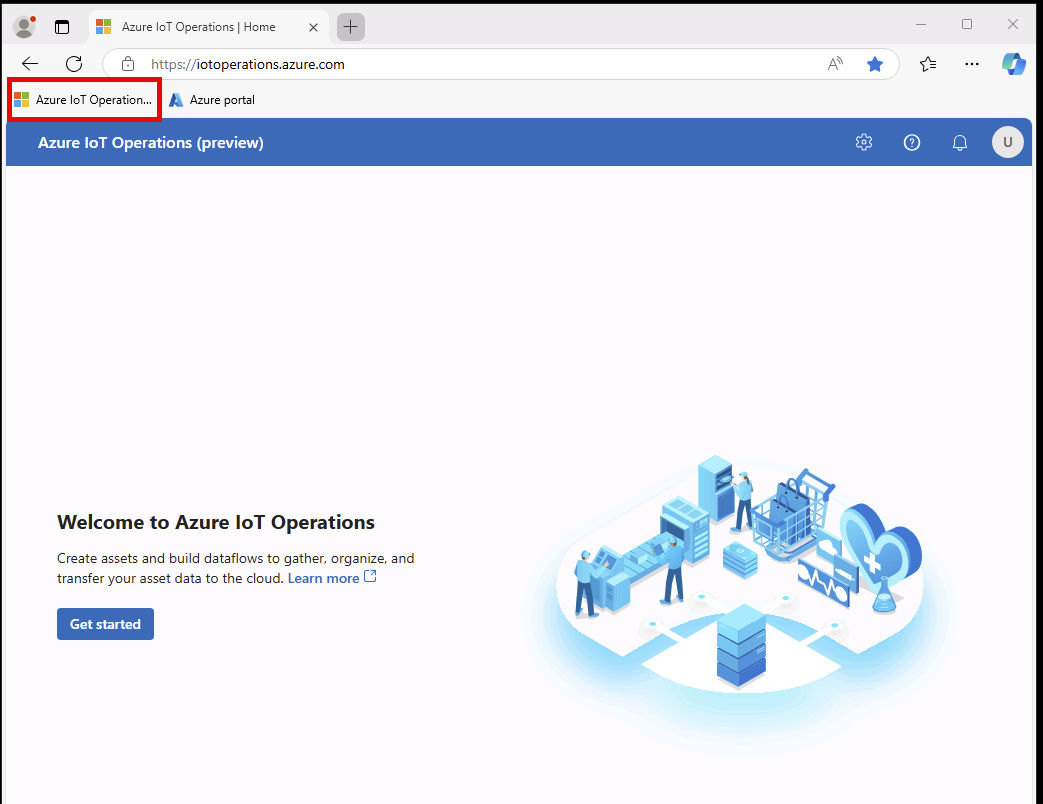 Azure IoT Operations | Home
https://iotoperations.azure.com
Azure IoT Operation...
Azure portal
Azure IoT Operations (preview)
U
Welcome to Azure IoT Operations
Create assets and build dataflows to gather, organize, and
transfer your asset data to the cloud. Learn more
Get started